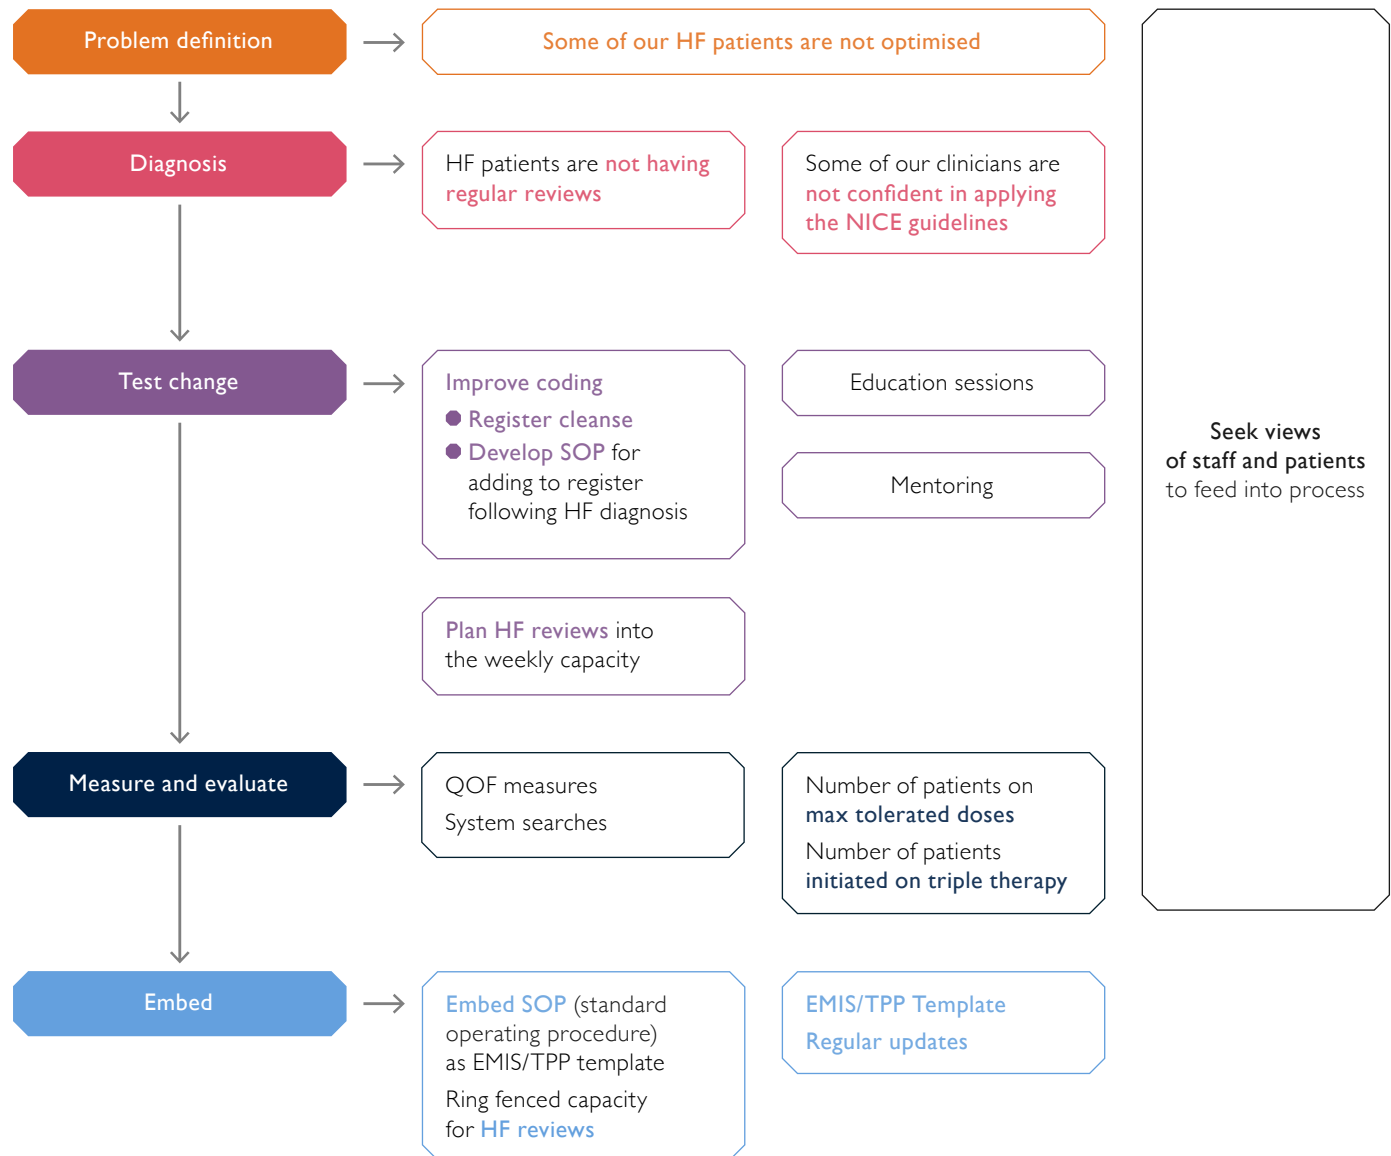 Problem definition
Some of our HF patients are not optimised
Diagnosis
HF patients are not having
regular reviews
Some of our clinicians are
not confident in applying
the NICE guidelines
Test change
Improve coding
● Register cleanse
● Develop SOP for
adding to register
following HF diagnosis
Education sessions
Mentoring
Plan HF reviews into
the weekly capacity
Measure and evaluate
QOF measures
System searches
Number of patients on
max tolerated doses
Number of patients
initiated on triple therapy
Embed
Embed SOP (standard
operating procedure)
as EMIS/TPP template
Ring fenced capacity
for HF reviews
EMIS/TPP Template
Regular updates
Seek views
of staff and patients
to feed into process